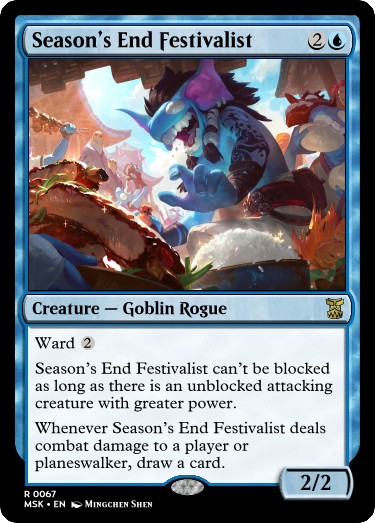 Season's End Festivalist 2
Creature — Goblin Rogue
Ward 2
Season's End Festivalist can't be blocked
as long as there is an unblocked attacking
creature with greater power.
Whenever Season's End Festivalist deals
combat damage to a player or
planeswalker, draw a card.
2/2
R 0067
MSK • EN Mingchen Shen